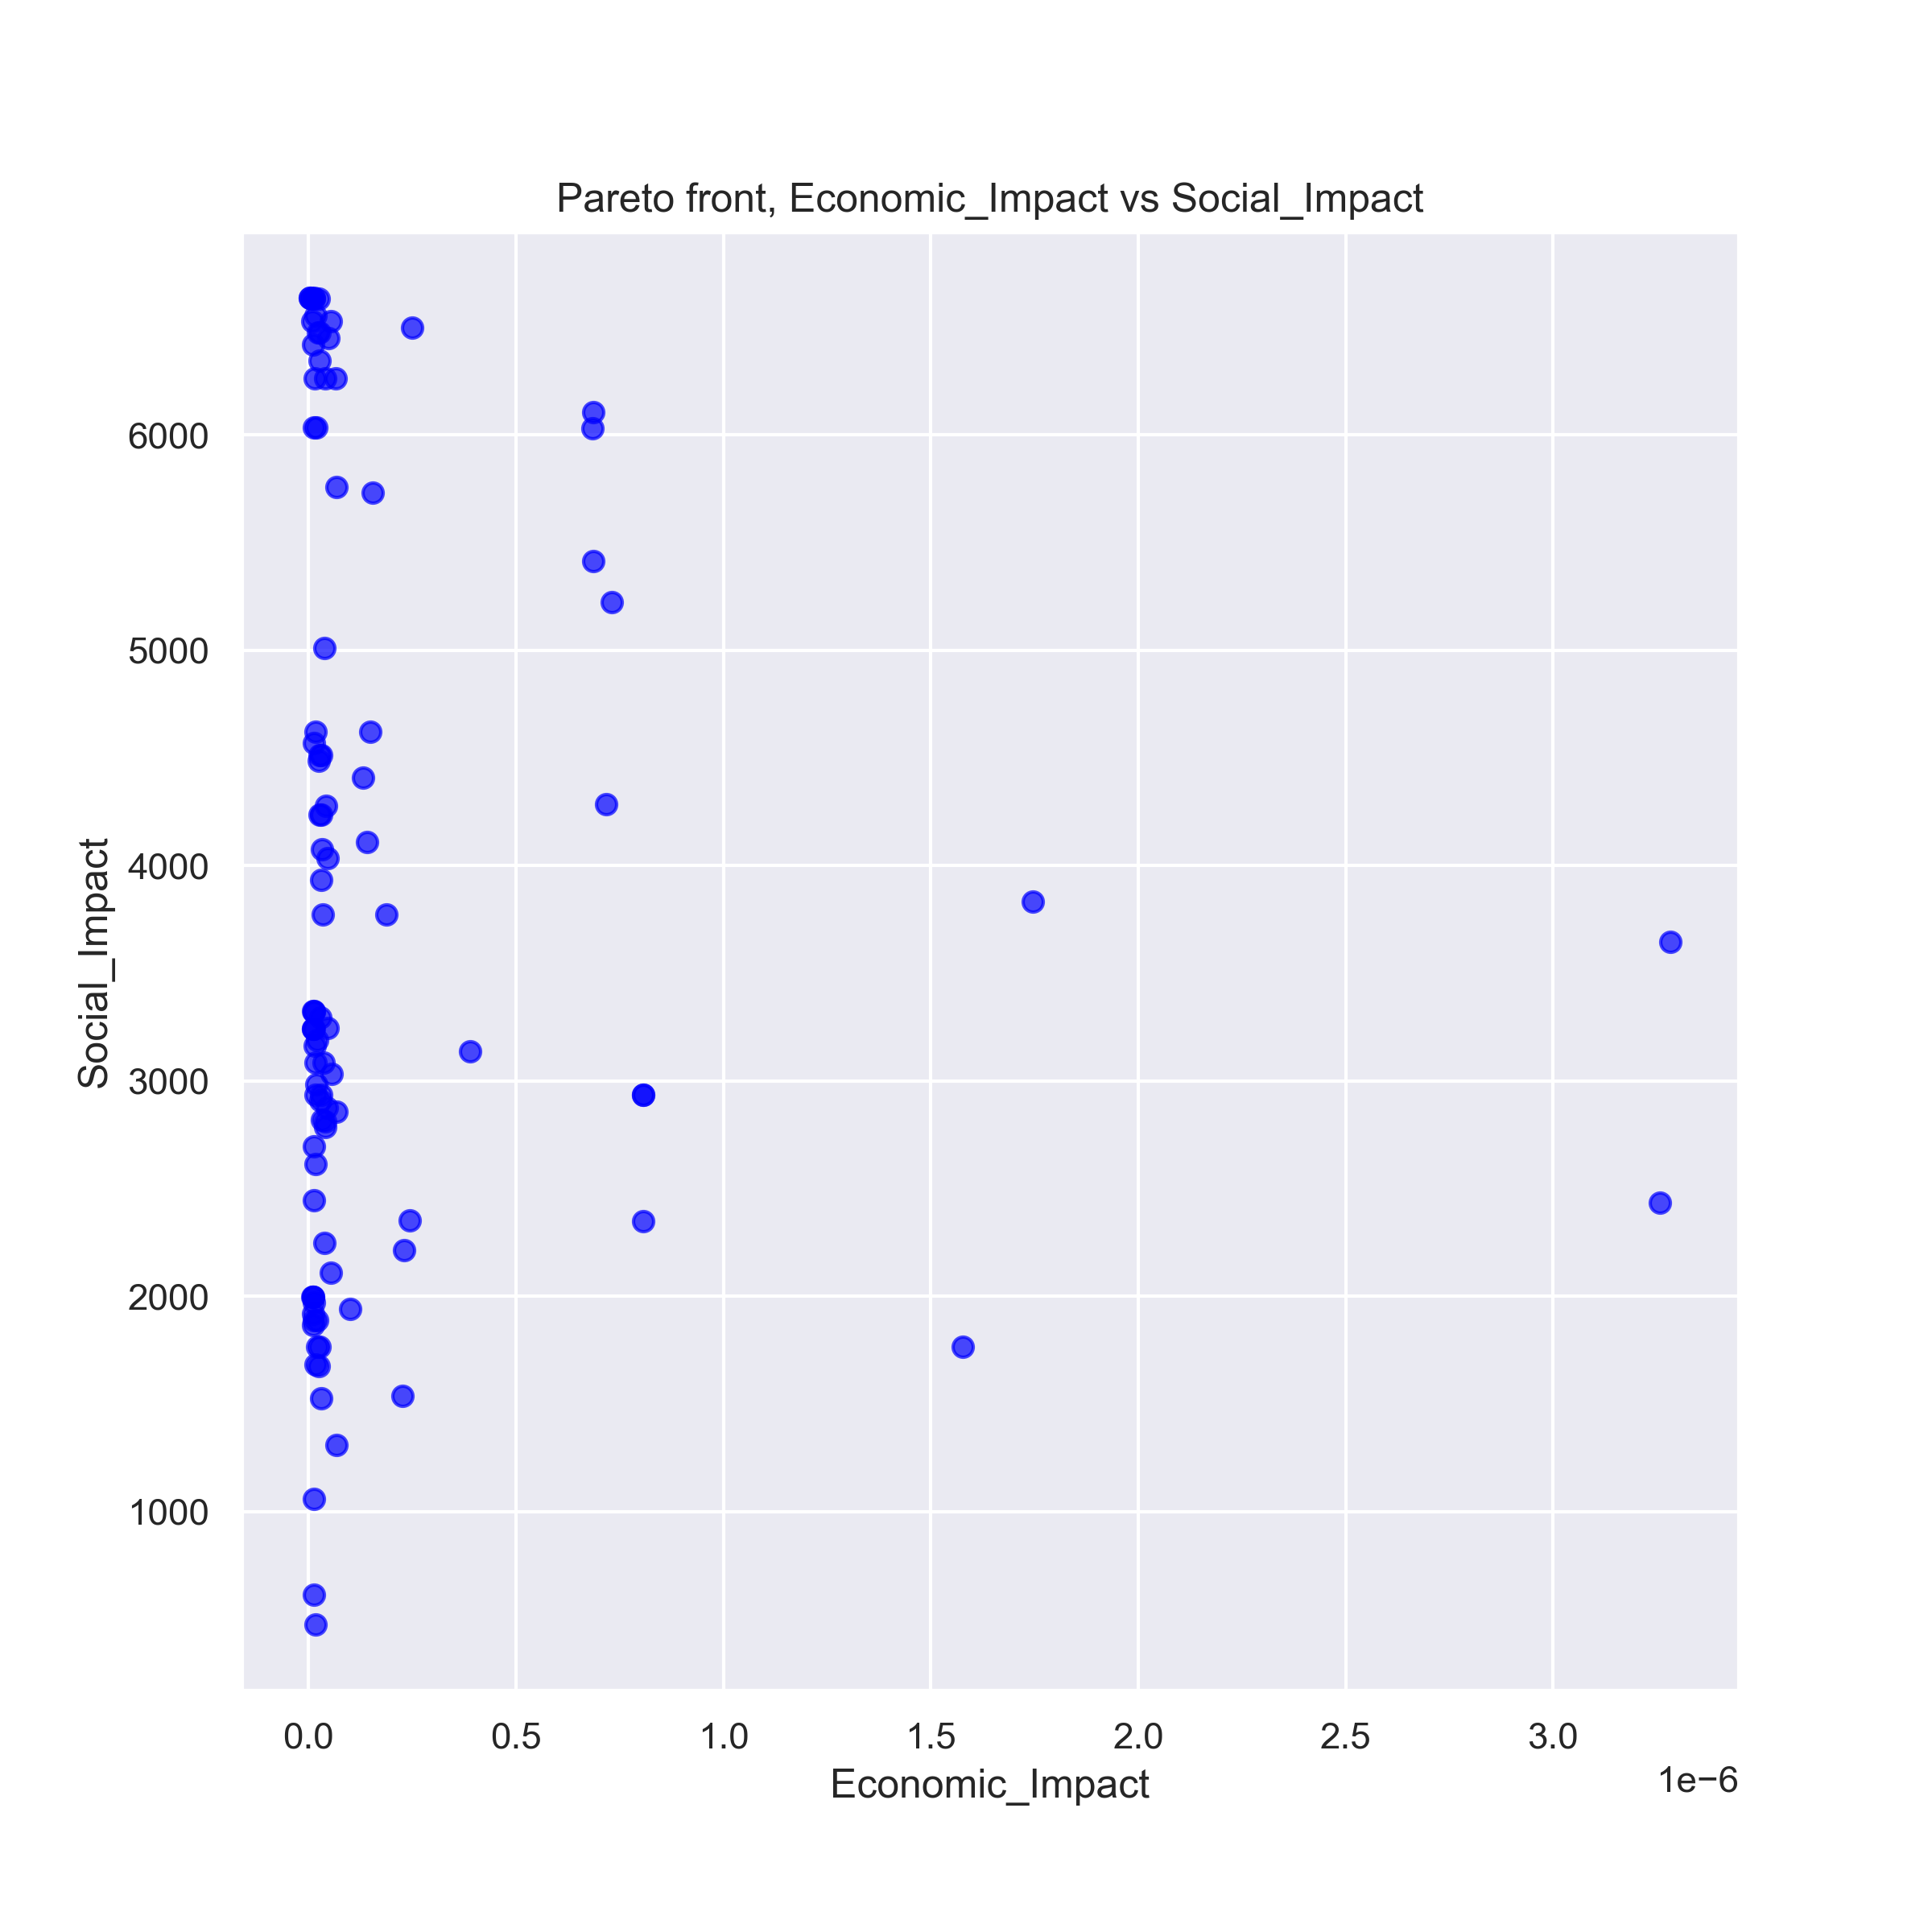 Pareto front, Economic_Impact vs Social_Impact
Social_Impact
6000
5000
4000
3000
2000
1000
0.0 0.5 1.0 1.5 2.0 2.5 3.0
1e−6
Economic_Impact